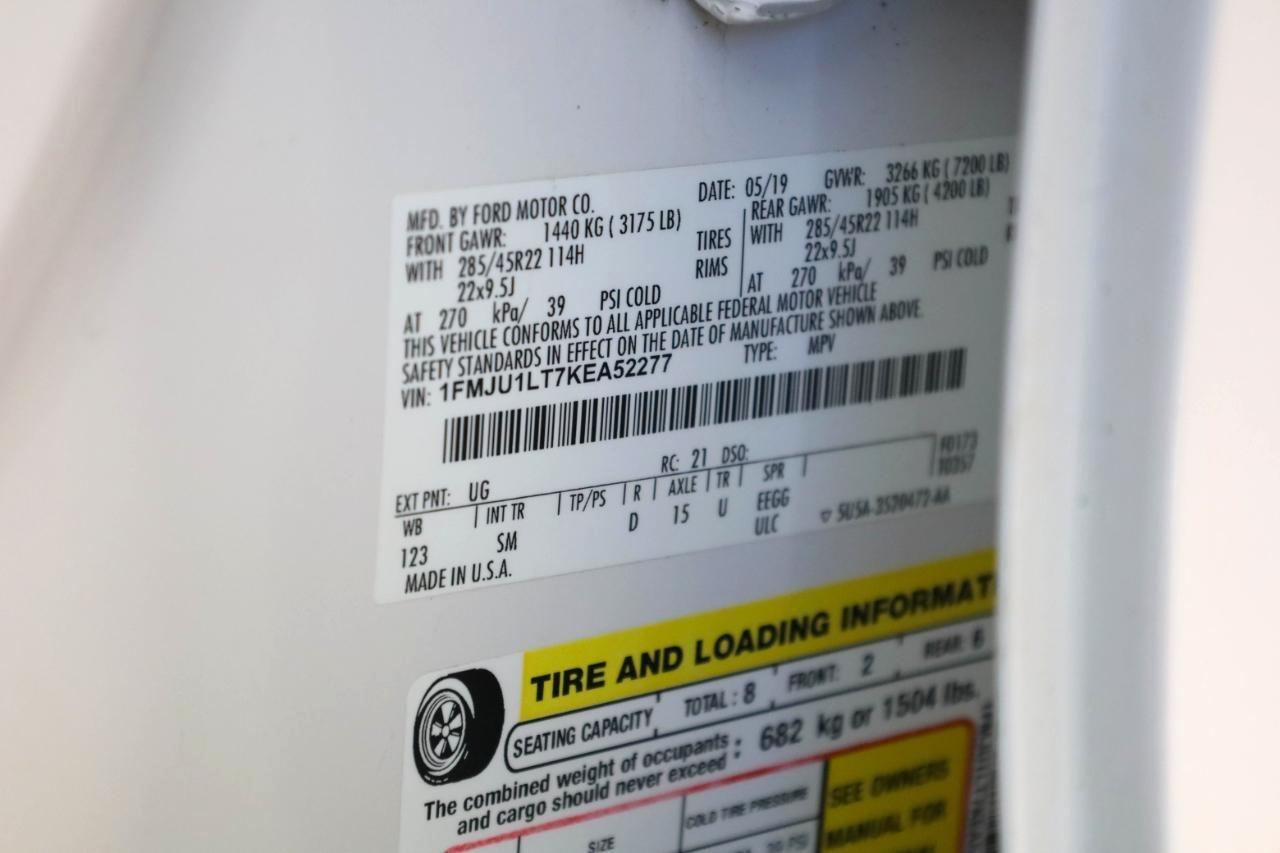 MFD. BY FORD MOTOR CO. DATE: 05/19 GVWR: 3266 KG ( 7200 LB)
FRONT GAWR: 1440 KG ( 3175 LB) REAR GAWR: 1905 KG ( 4200 LB)
WITH 285/45R22 114H TIRES WITH 285/45R22 114H
22x9.5J RIMS 22x9.5J
AT 270 kPa/ 39 PSI COLD AT 270 kPa/ 39 PSI COLD
THIS VEHICLE CONFORMS TO ALL APPLICABLE FEDERAL MOTOR VEHICLE
SAFETY STANDARDS IN EFFECT ON THE DATE OF MANUFACTURE SHOWN ABOVE.
VIN: 1FMJU1LT7KEA52277 TYPE: MPV
F0173
EXT PNT: UG RC: 21 DSO: T0357
WB INT TR TP/PS R AXLE TR SPR
123 SM D 15 U EEGG ▽ 5U5A-3520472-AA
ULC
MADE IN U.S.A.
TIRE AND LOADING INFORMAT
SEATING CAPACITY TOTAL : 8 FRONT: 2 REAR: 6
The combined weight of occupants : 682 kg or 1504 lbs.
and cargo should never exceed
SIZE COLD TIRE PRESSURE SEE OWNERS
MANUAL FOR